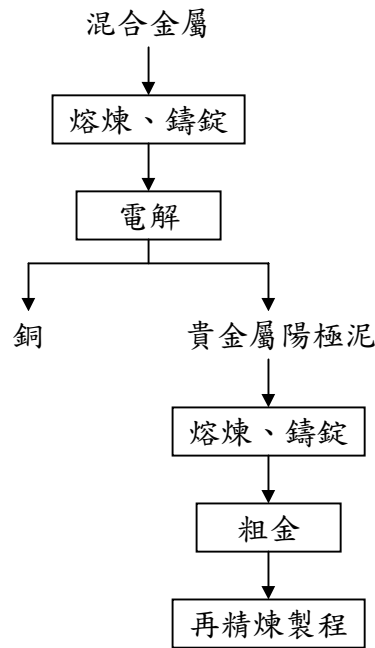 混合金屬
熔煉、鑄錠
電解
銅
貴金屬陽極泥
熔煉、鑄錠
粗金
再精煉製程